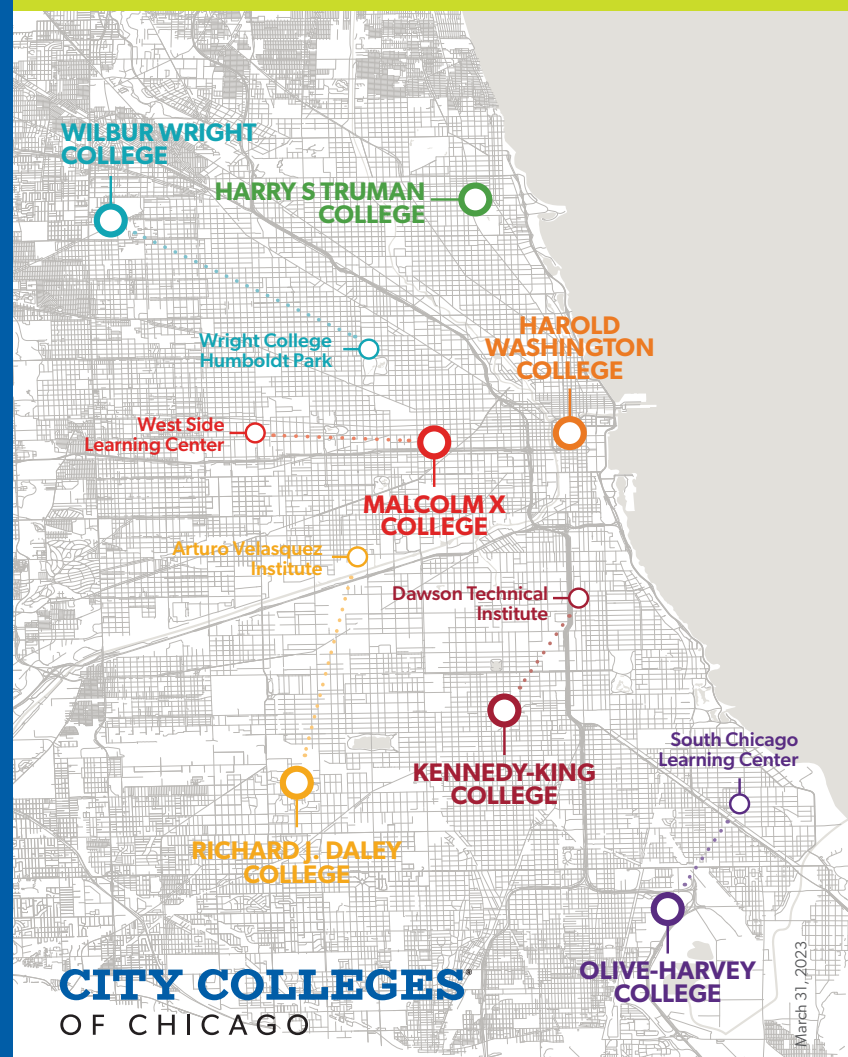 WILBUR WRIGHT
COLLEGE
HARRY S TRUMAN
COLLEGE
HAROLD
WASHINGTON
COLLEGE
Wright College
Humboldt Park
West Side
Learning Center
MALCOLM X
COLLEGE
Arturo Velasquez
Institute
Dawson Technical
Institute
South Chicago
Learning Center
KENNEDY-KING
COLLEGE
RICHARD J. DALEY
COLLEGE
OLIVE-HARVEY
COLLEGE
CITY COLLEGES®
OF CHICAGO
March 31, 2023